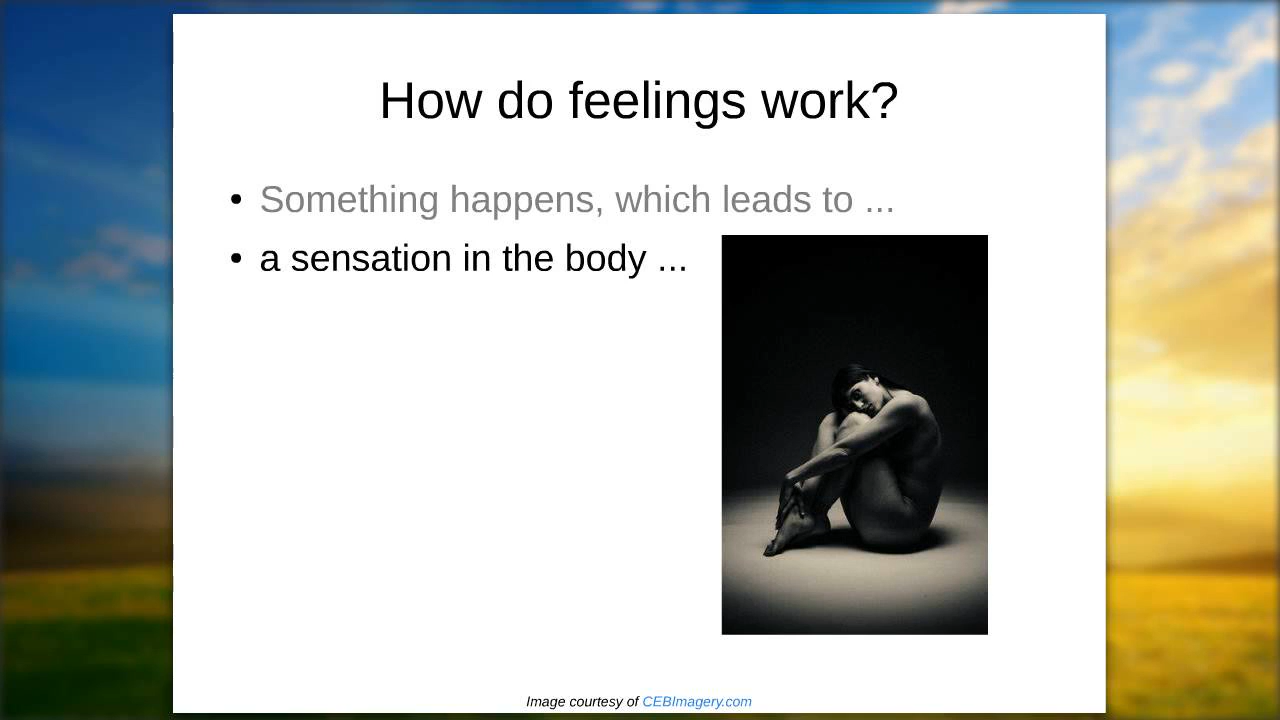 How do feelings work?
• Something happens, which leads to ...
• a sensation in the body ...
Image courtesy of CEBImagery.com